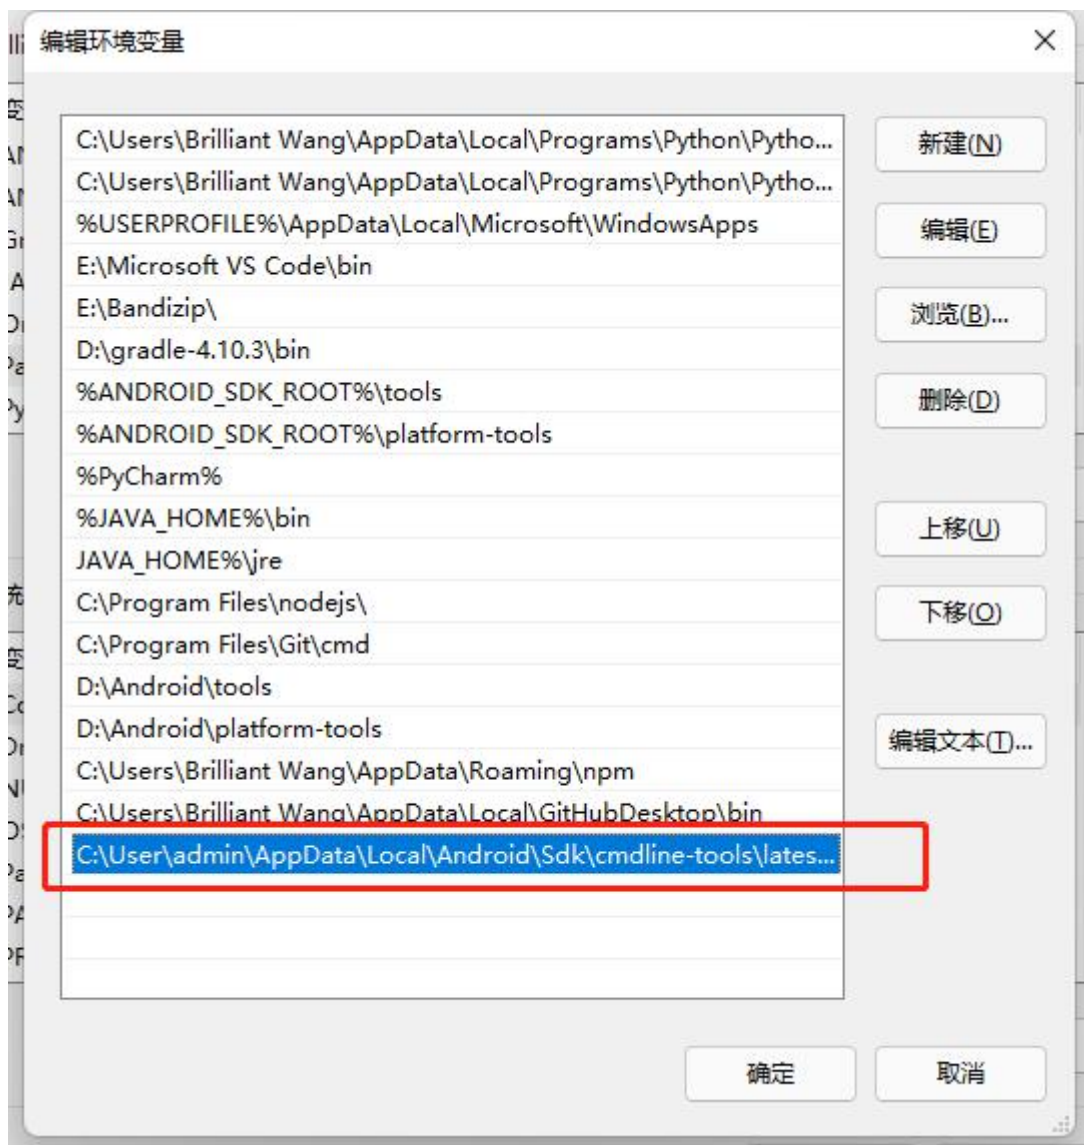 编辑环境变量
C:\Users\Brilliant Wang\AppData\Local\Programs\Python\Pytho...
C:\Users\Brilliant Wang\AppData\Local\Programs\Python\Pytho...
%USERPROFILE%\AppData\Local\Microsoft\WindowsApps
E:\Microsoft VS Code\bin
E:\Bandizip\
D:\gradle-4.10.3\bin
%ANDROID_SDK_ROOT%\tools
%ANDROID_SDK_ROOT%\platform-tools
%PyCharm%
%JAVA_HOME%\bin
JAVA_HOME%\jre
C:\Program Files\nodejs\
C:\Program Files\Git\cmd
D:\Android\tools
D:\Android\platform-tools
C:\Users\Brilliant Wang\AppData\Roaming\npm
C:\Users\Brilliant Wang\AppData\Local\GitHubDesktop\bin
C:\User\admin\AppData\Local\Android\Sdk\cmdline-tools\lates...
新建(N)
编辑(E)
浏览(B)...
删除(D)
上移(U)
下移(O)
编辑文本(T)...
确定
取消